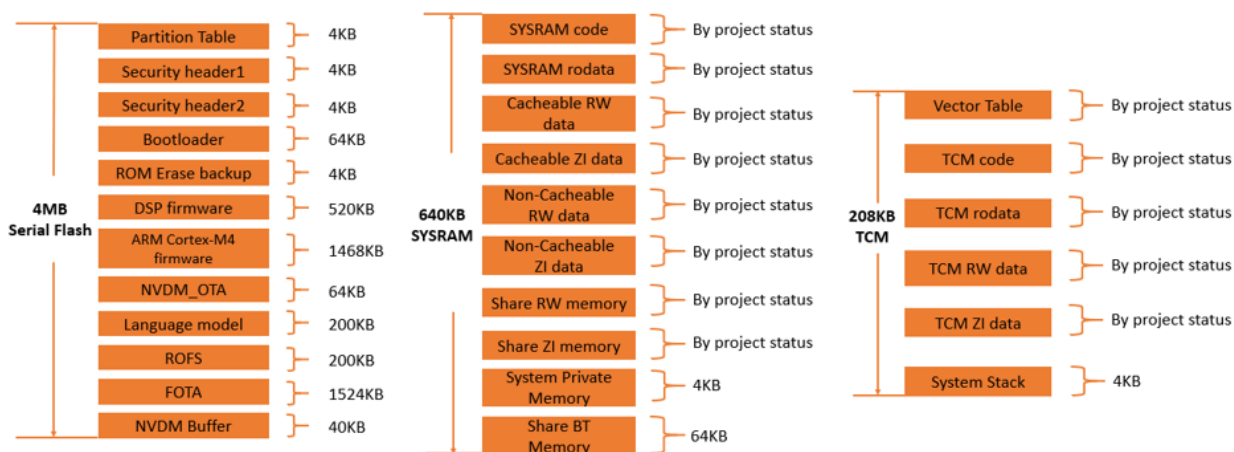 4MB
Serial Flash
Partition Table 4KB
Security header1 4KB
Security header2 4KB
Bootloader 64KB
ROM Erase backup 4KB
DSP firmware 520KB
ARM Cortex-M4
firmware 1468KB
NVDM_OTA 64KB
Language model 200KB
ROFS 200KB
FOTA 1524KB
NVDM Buffer 40KB
640KB
SYSRAM
SYSRAM code By project status
SYSRAM rodata By project status
Cacheable RW
data By project status
Cacheable ZI data By project status
Non-Cacheable
RW data By project status
Non-Cacheable
ZI data By project status
Share RW memory By project status
Share ZI memory By project status
System Private
Memory 4KB
Share BT
Memory 64KB
208KB
TCM
Vector Table By project status
TCM code By project status
TCM rodata By project status
TCM RW data By project status
TCM ZI data By project status
System Stack 4KB